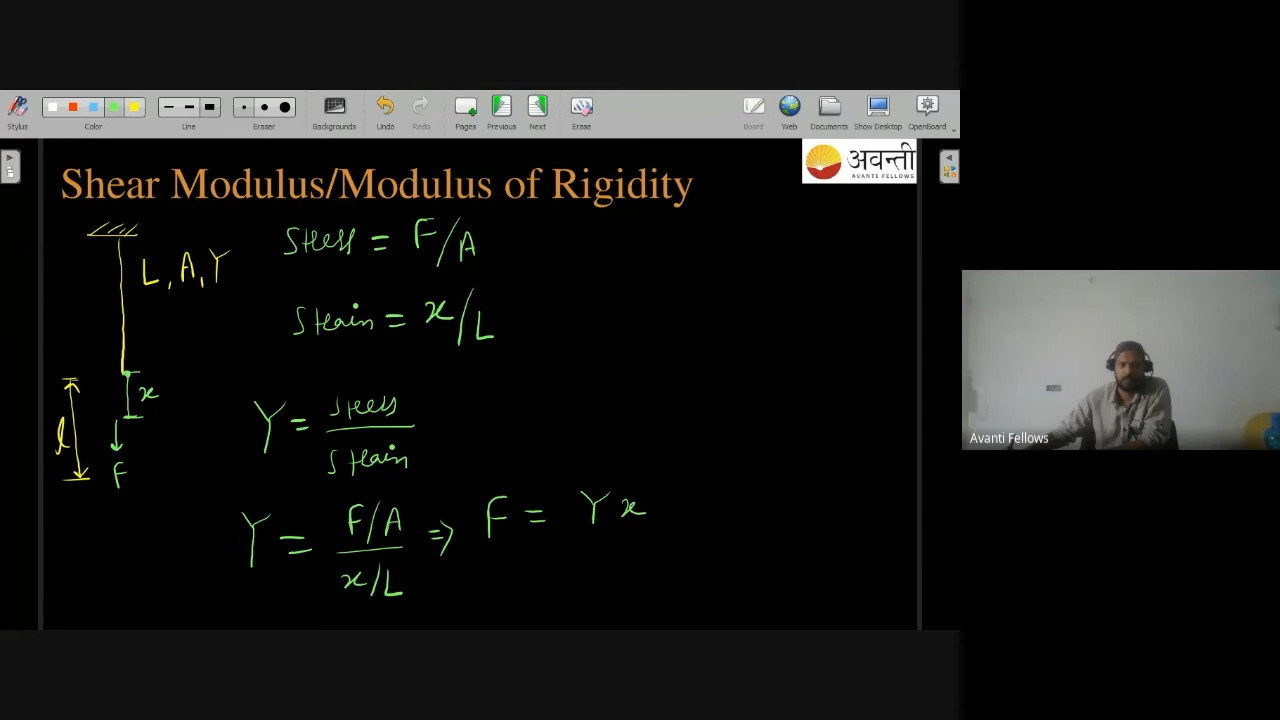 Stylus
Color
Line
Eraser
Backgrounds
Undo
Redo
Pages
Previous
Next
Erase
Board
Web
Documents
Show Desktop
OpenBoard
Shear Modulus/Modulus of Rigidity
अवन्ती
AVANTI FELLOWS
L, A, Y
Stress = F/A
Strain = x/L
x
l
F
Y = Stress
Strain
Y = F/A ⇒ F = Yx
x/L
Avanti Fellows